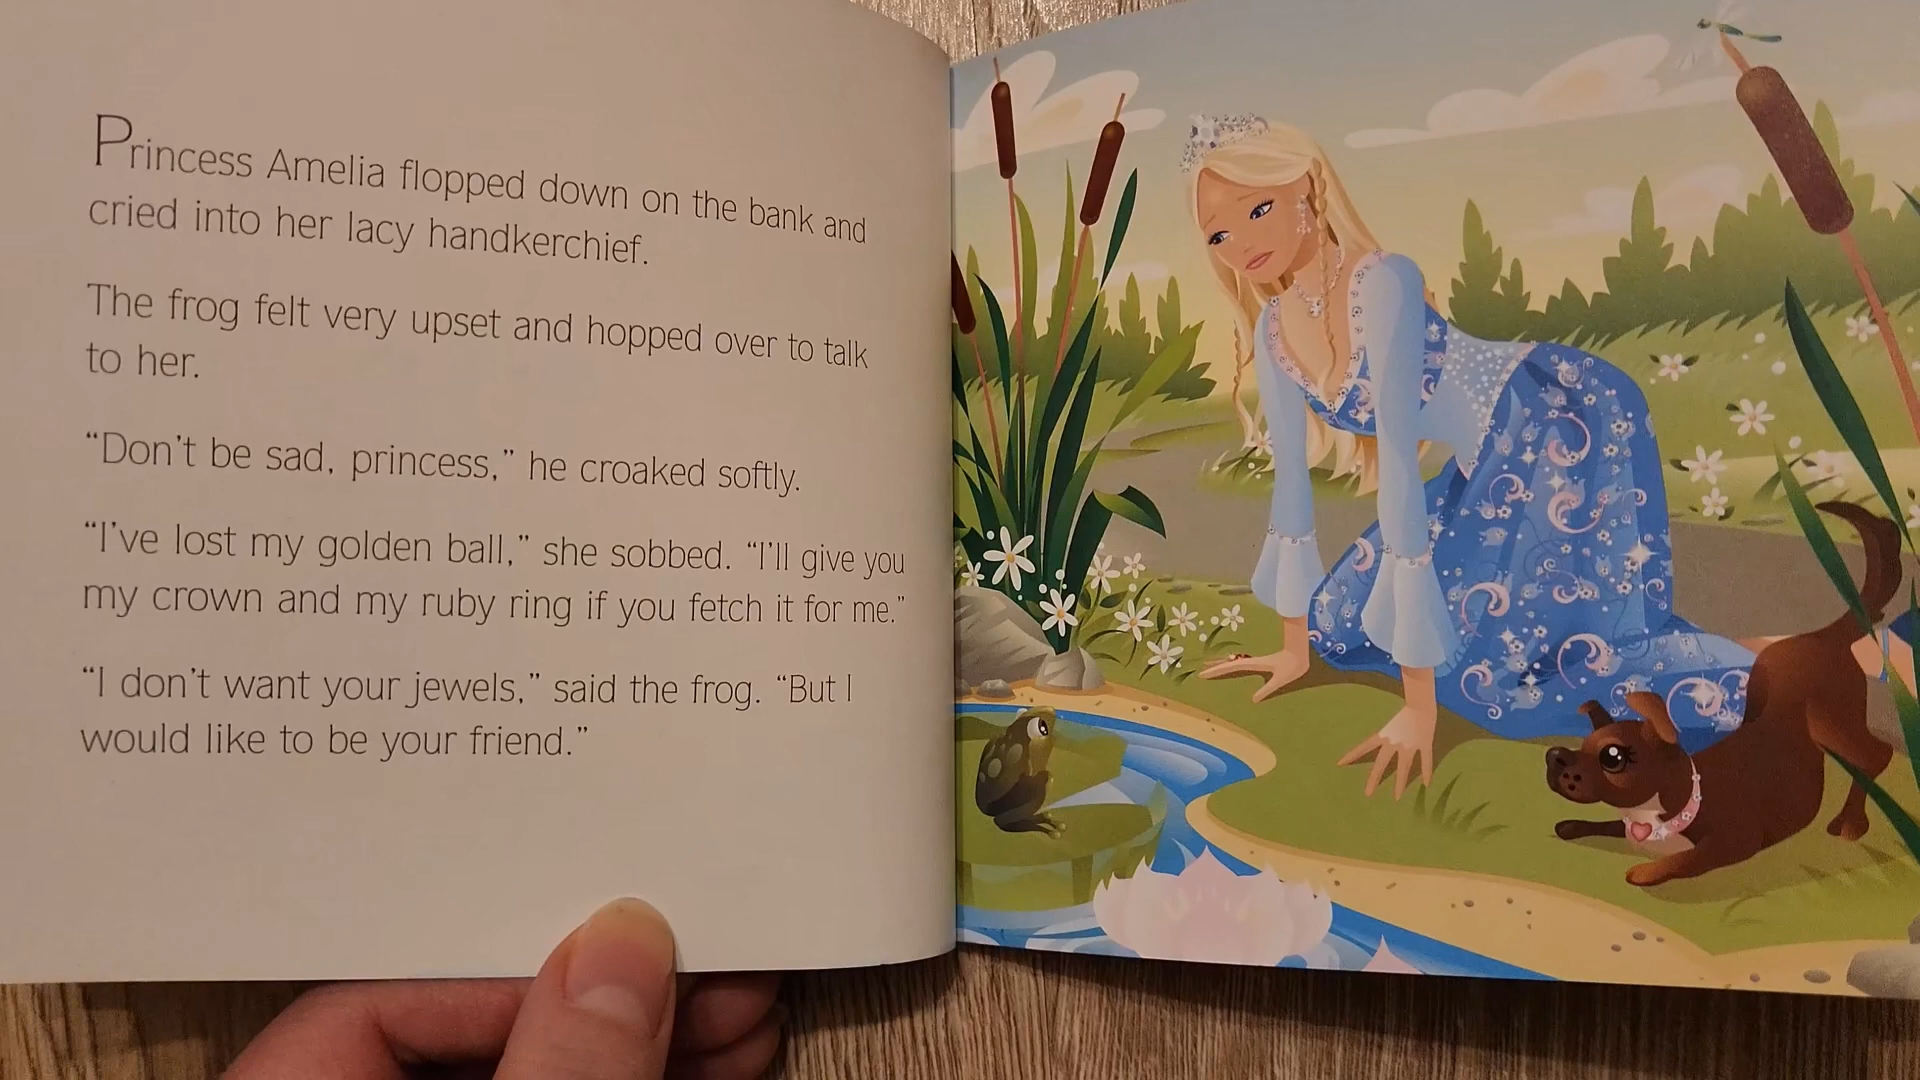 Princess Amelia flopped down on the bank and
cried into her lacy handkerchief.
The frog felt very upset and hopped over to talk
to her.
“Don’t be sad, princess,” he croaked softly.
“I’ve lost my golden ball,” she sobbed. “I’ll give you
my crown and my ruby ring if you fetch it for me.”
“I don’t want your jewels,” said the frog. “But I
would like to be your friend.”